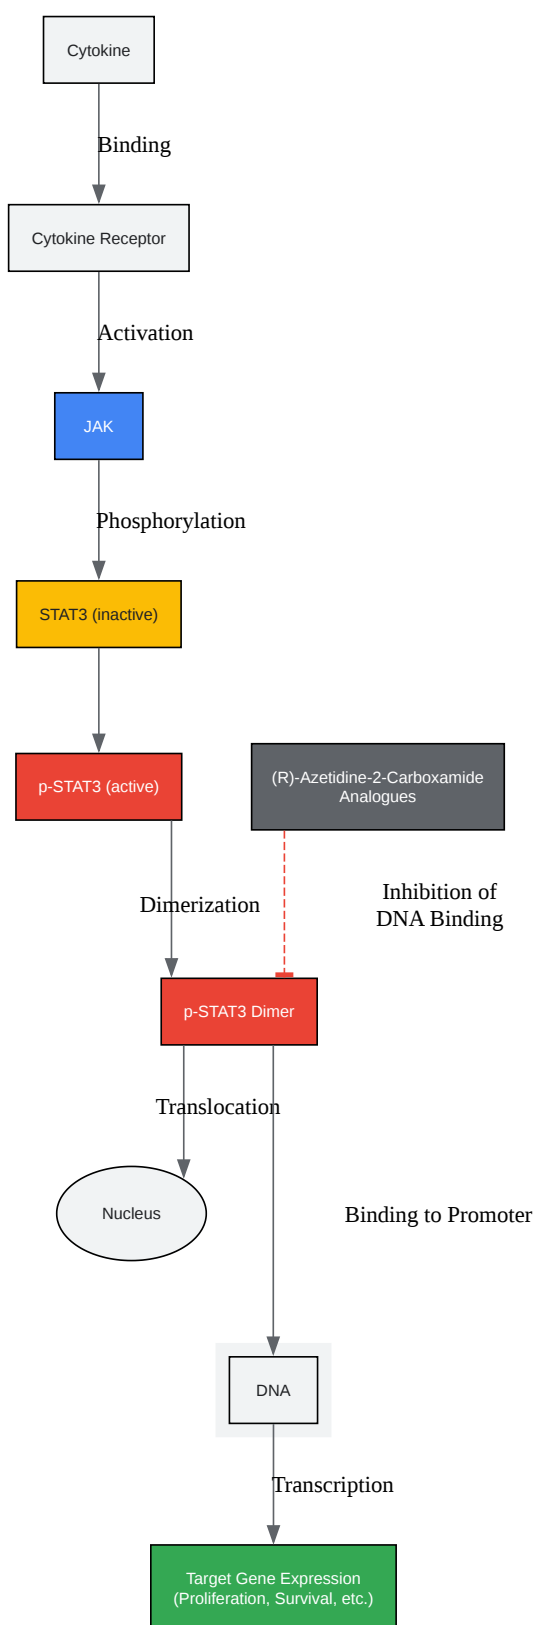 Cytokine
Binding
Cytokine Receptor
Activation
JAK
Phosphorylation
STAT3 (inactive)
p-STAT3 (active)
(R)-Azetidine-2-Carboxamide
Analogues
Dimerization
Inhibition of
DNA Binding
p-STAT3 Dimer
Translocation
Nucleus
Binding to Promoter
DNA
Transcription
Target Gene Expression
(Proliferation, Survival, etc.)